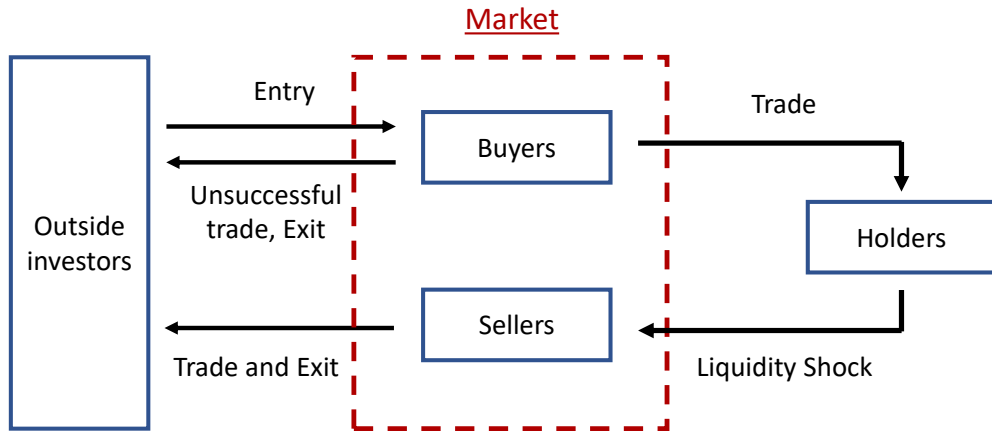 Market
Entry
Trade
Buyers
Unsuccessful
trade, Exit
Outside
investors
Holders
Sellers
Trade and Exit
Liquidity Shock